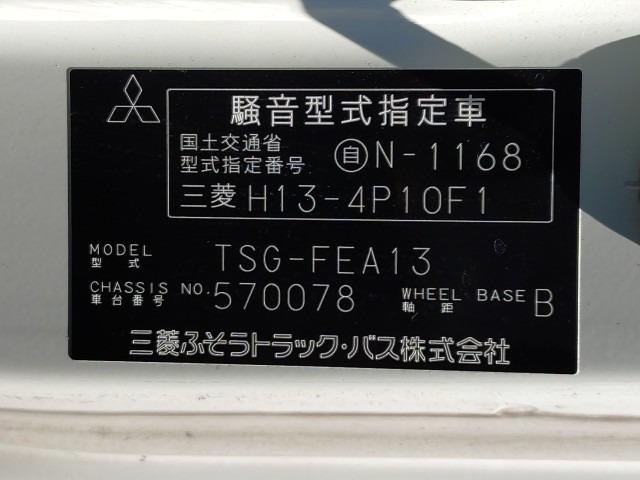 騒音型式指定車
国土交通省
型式指定番号 自N-1168
三菱 H13-4P10F1
MODEL
型式 TSG-FEA13
CHASSIS NO.
車台番号 570078 WHEEL BASE
軸距 B
三菱ふそうトラック・バス株式会社